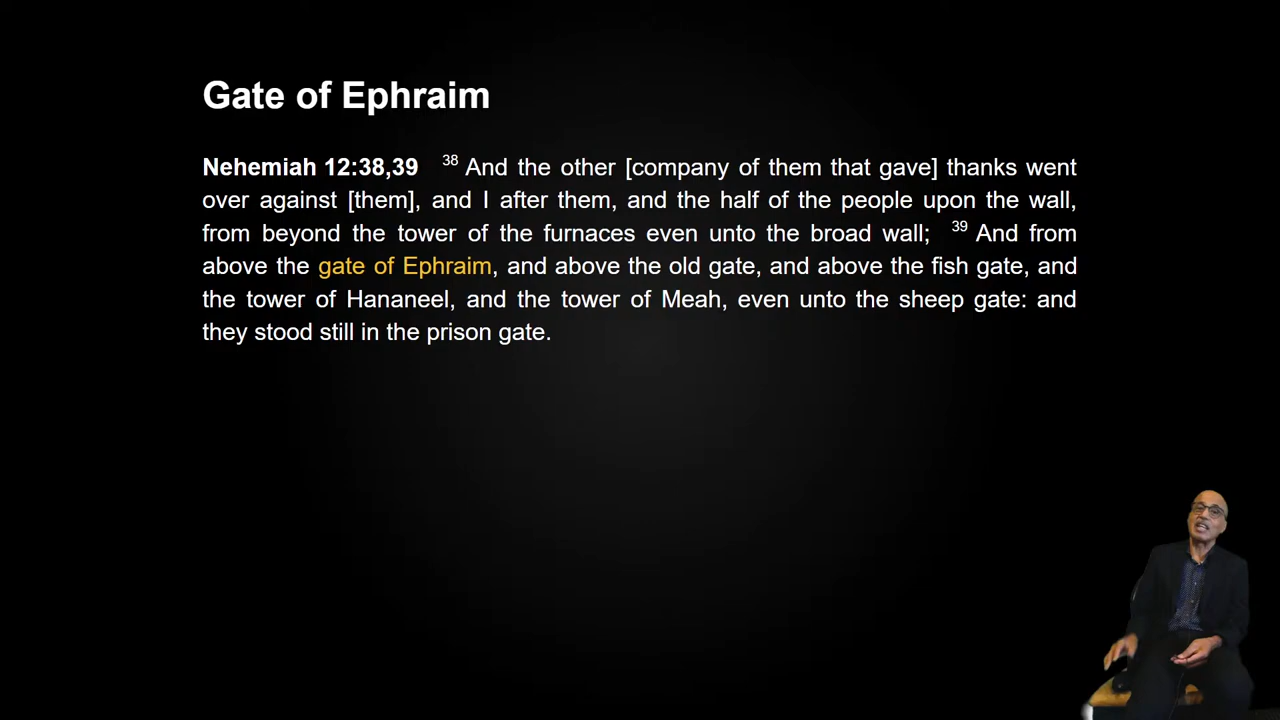 Gate of Ephraim
Nehemiah 12:38,39 38 And the other [company of them that gave] thanks went
over against [them], and I after them, and the half of the people upon the wall,
from beyond the tower of the furnaces even unto the broad wall; 39 And from
above the gate of Ephraim, and above the old gate, and above the fish gate, and
the tower of Hananeel, and the tower of Meah, even unto the sheep gate: and
they stood still in the prison gate.